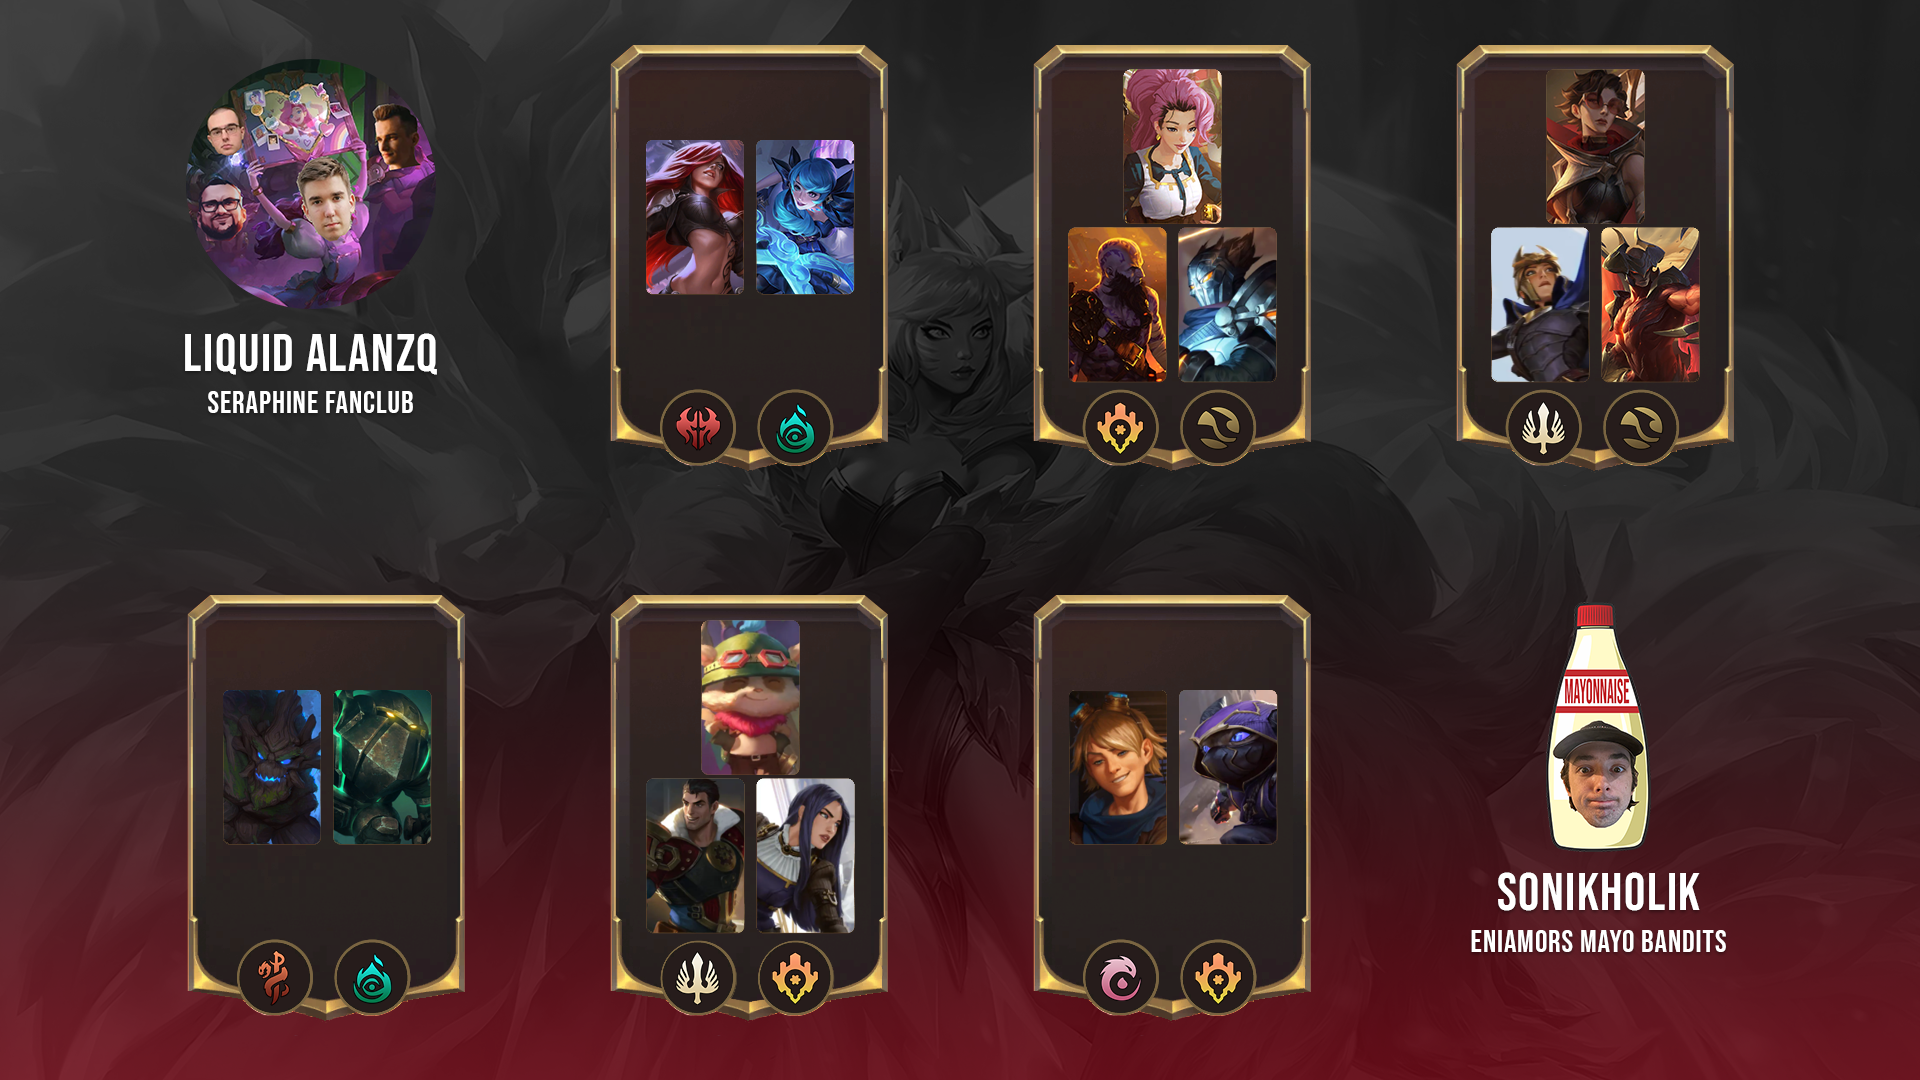 LIQUID ALANZQ
SERAPHINE FANCLUB
MAYONNAISE
SONIKHOLIK
ENIAMORS MAYO BANDITS